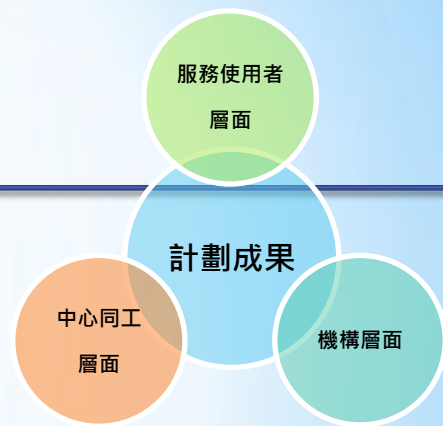 服務使用者
層面
計劃成果
中心同工
層面
機構層面